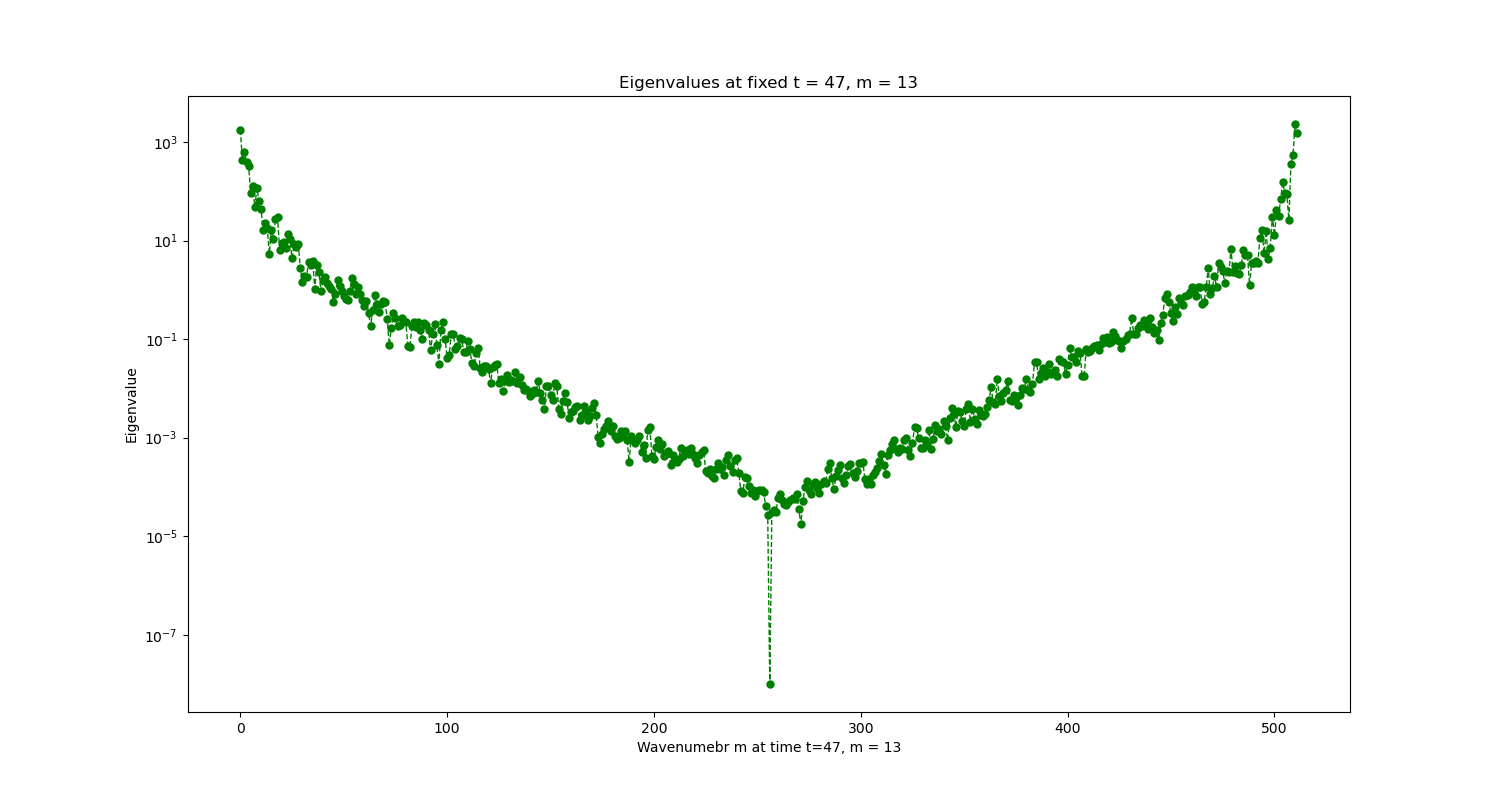 Eigenvalues at fixed t = 47, m = 13
10³
10¹
10⁻¹
10⁻³
10⁻⁵
10⁻⁷
Eigenvalue
0 100 200 300 400 500
Wavenumebr m at time t=47, m = 13